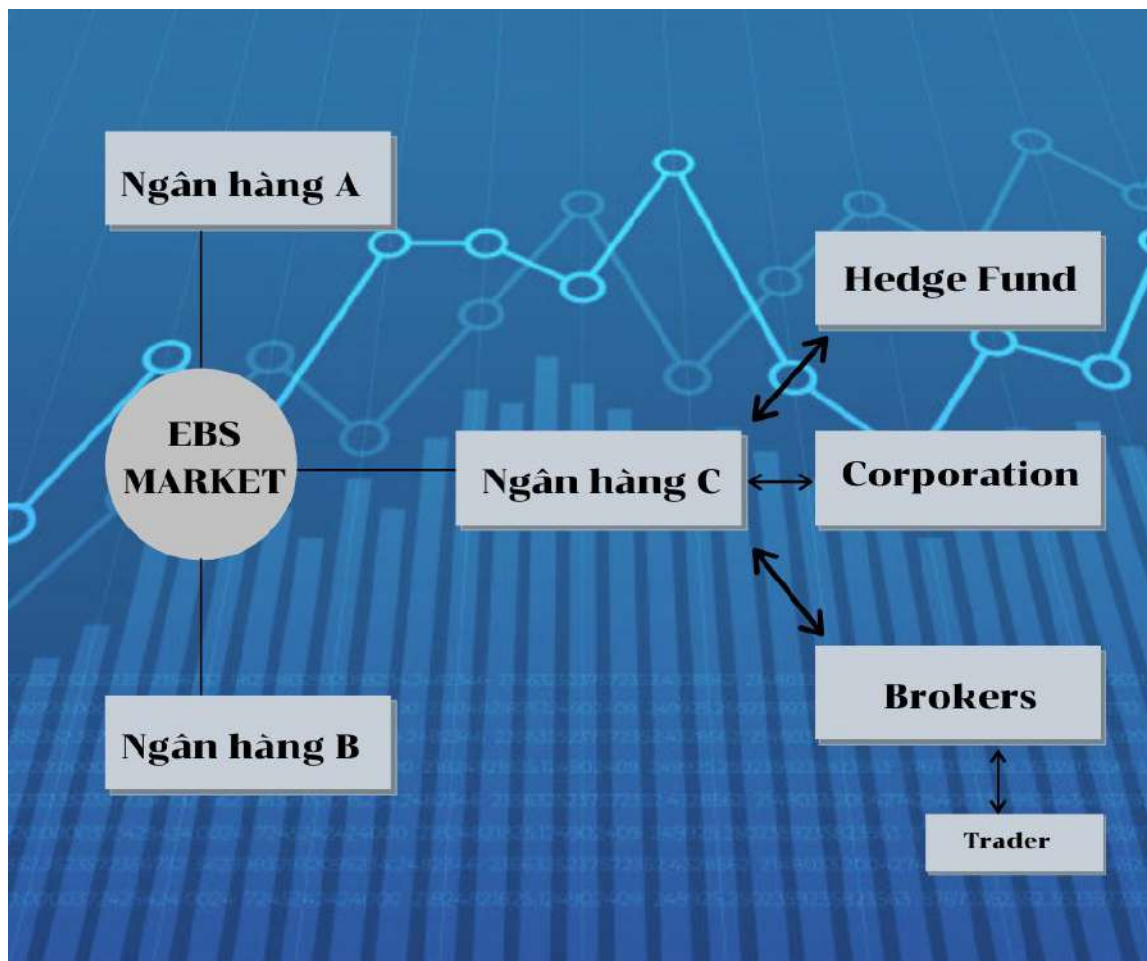 Ngân hàng A
Hedge Fund
EBS
MARKET
Ngân hàng C
Corporation
Ngân hàng B
Brokers
Trader